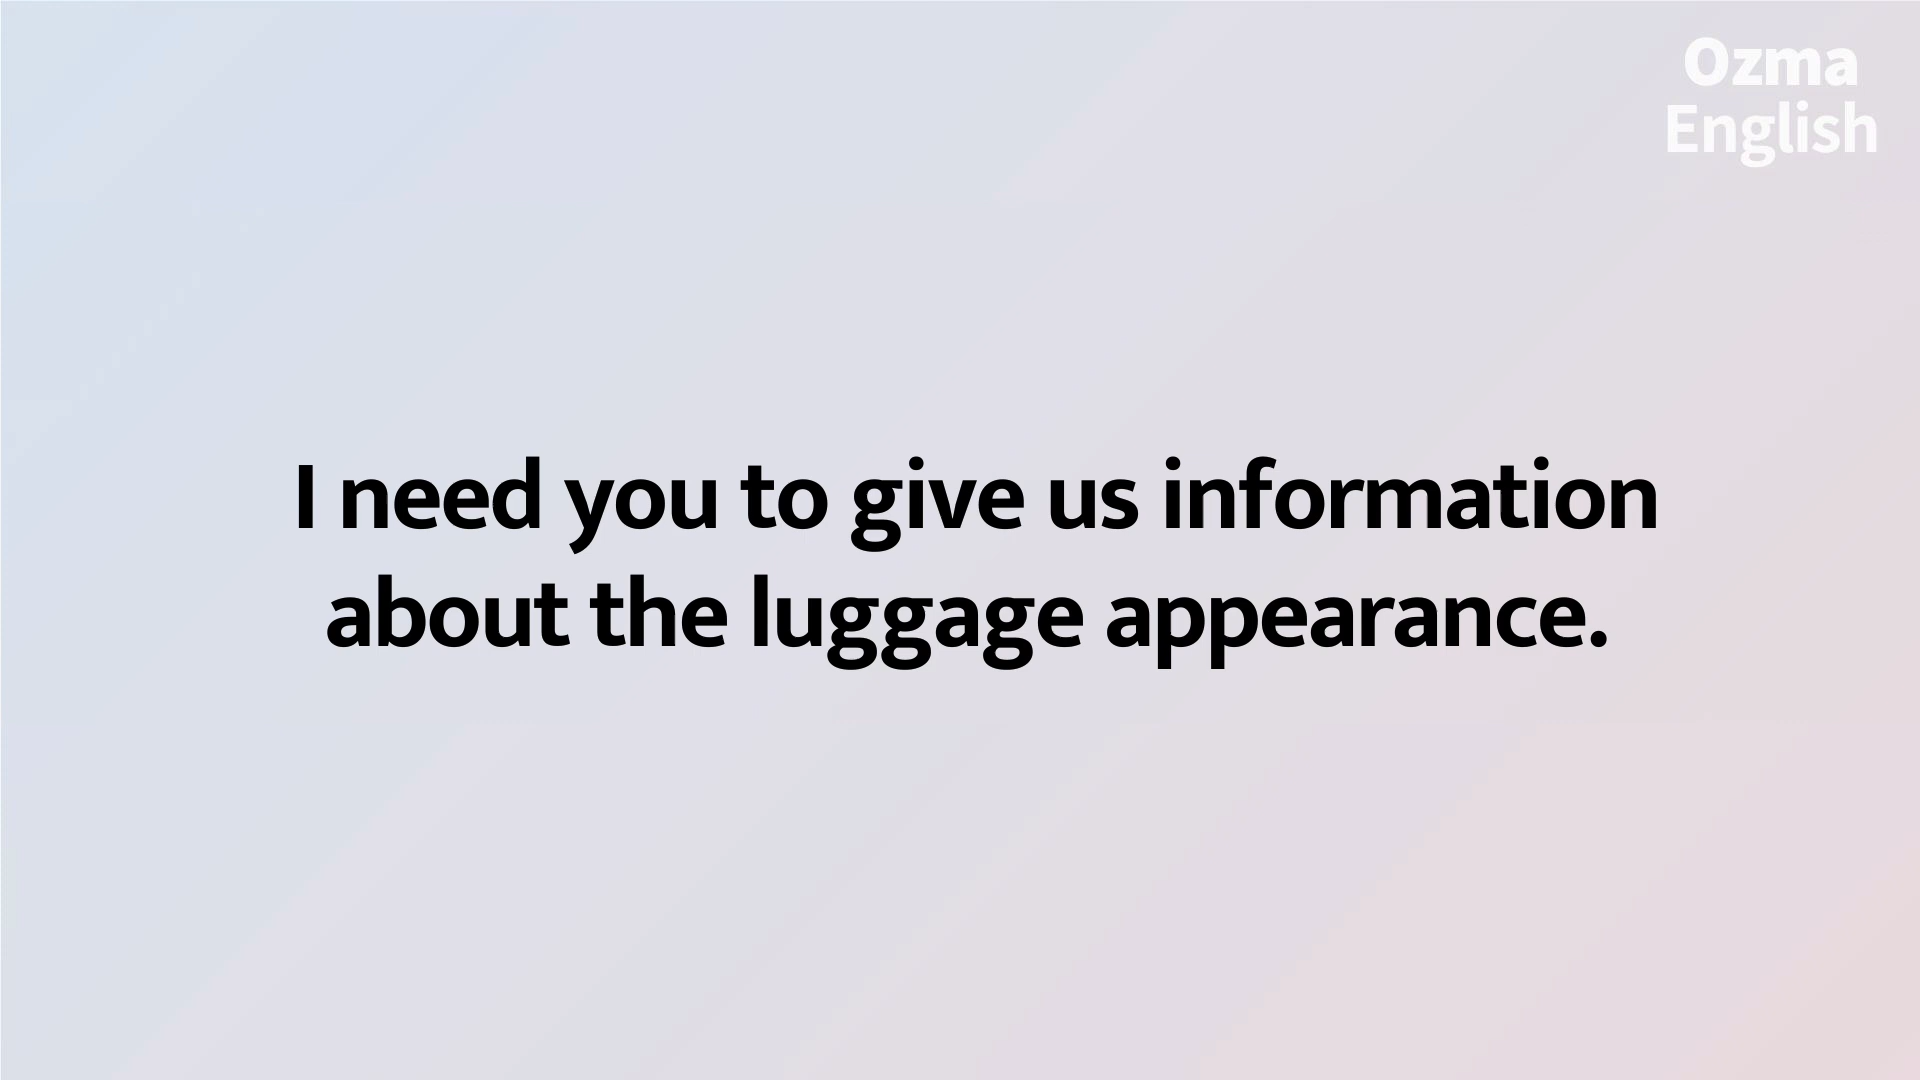 Ozma
English
I need you to give us information
about the luggage appearance.